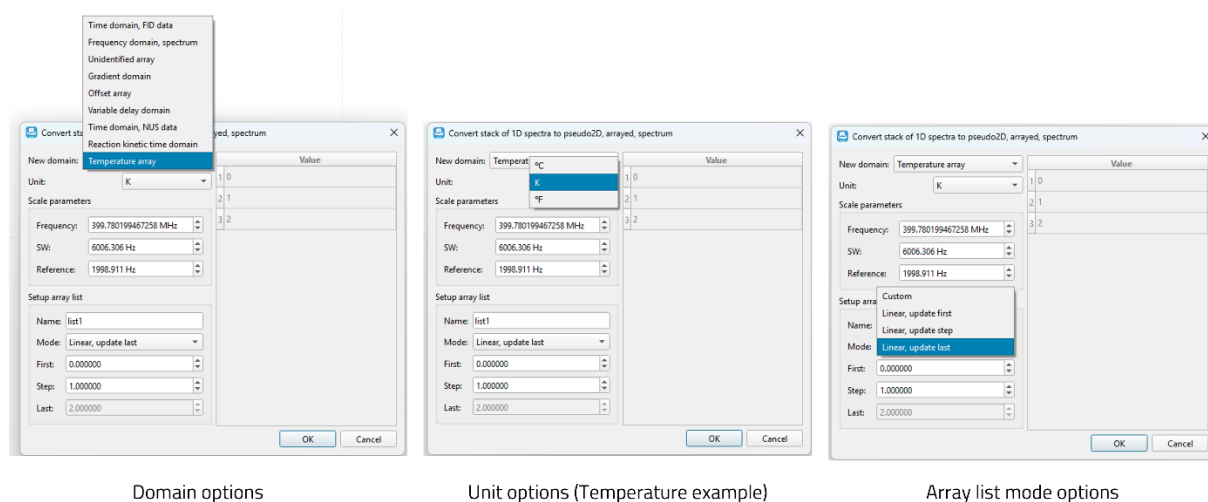 Time domain, FID data
Frequency domain, spectrum
Unidentified array
Gradient domain
Offset array
Variable delay domain
Time domain, NUS data
Reaction kinetic time domain
Temperature array
Convert sta
yed, spectrum
New domain:
Value
Unit:
K
1 0
Scale parameters
2 1
3 2
Frequency: 399.780199467258 MHz
SW: 6006.306 Hz
Reference: 1998.911 Hz
Setup array list
Name: list1
Mode: Linear, update last
First: 0.000000
Step: 1.000000
Last: 2.000000
OK Cancel
Domain options
Convert stack of 1D spectra to pseudo2D, arrayed, spectrum
New domain: Temperat
Value
°C
K
°F
Unit:
1 0
Scale parameters
2 1
3 2
Frequency: 399.780199467258 MHz
SW: 6006.306 Hz
Reference: 1998.911 Hz
Setup array list
Name: list1
Mode: Linear, update last
First: 0.000000
Step: 1.000000
Last: 2.000000
OK Cancel
Unit options (Temperature example)
Convert stack of 1D spectra to pseudo2D, arrayed, spectrum
New domain: Temperature array
Value
Unit: K
1 0
Scale parameters
2 1
3 2
Frequency: 399.780199467258 MHz
SW: 6006.306 Hz
Reference: 1998.911 Hz
Setup arra
Custom
Linear, update first
Linear, update step
Linear, update last
Name:
Mode:
First: 0.000000
Step: 1.000000
Last: 2.000000
OK Cancel
Array list mode options